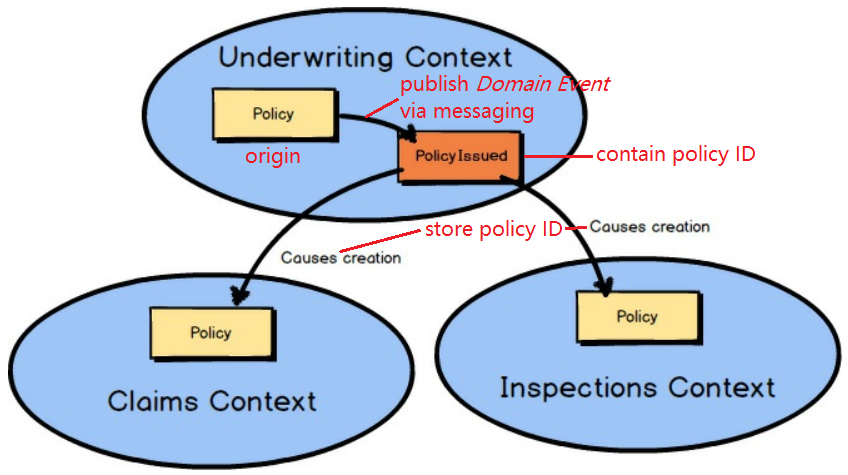 Underwriting Context
publish Domain Event
via messaging
Policy
origin
PolicyIssued
contain policy ID
store policy ID
Causes creation
Causes creation
Policy
Policy
Claims Context
Inspections Context